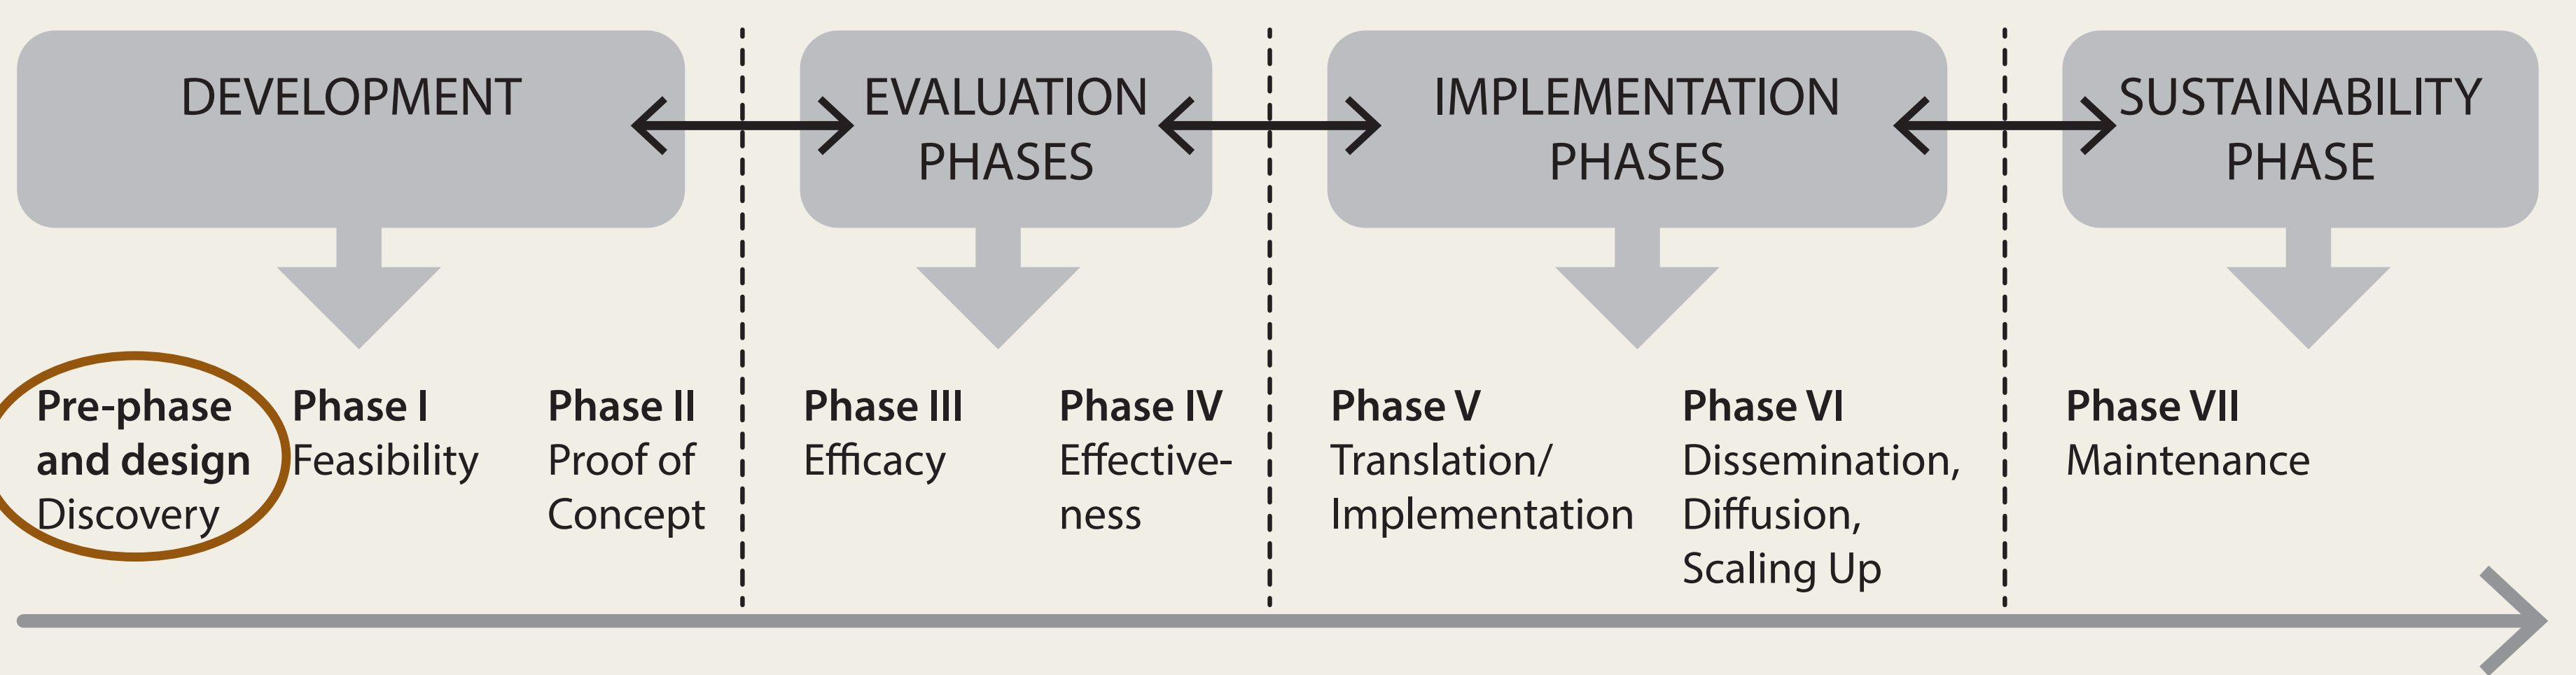 DEVELOPMENT
EVALUATION
PHASES
IMPLEMENTATION
PHASES
SUSTAINABILITY
PHASE
Pre-phase
and design
Discovery
Phase I
Feasibility
Phase II
Proof of
Concept
Phase III
Efficacy
Phase IV
Effective-
ness
Phase V
Translation/
Implementation
Phase VI
Dissemination,
Diffusion,
Scaling Up
Phase VII
Maintenance